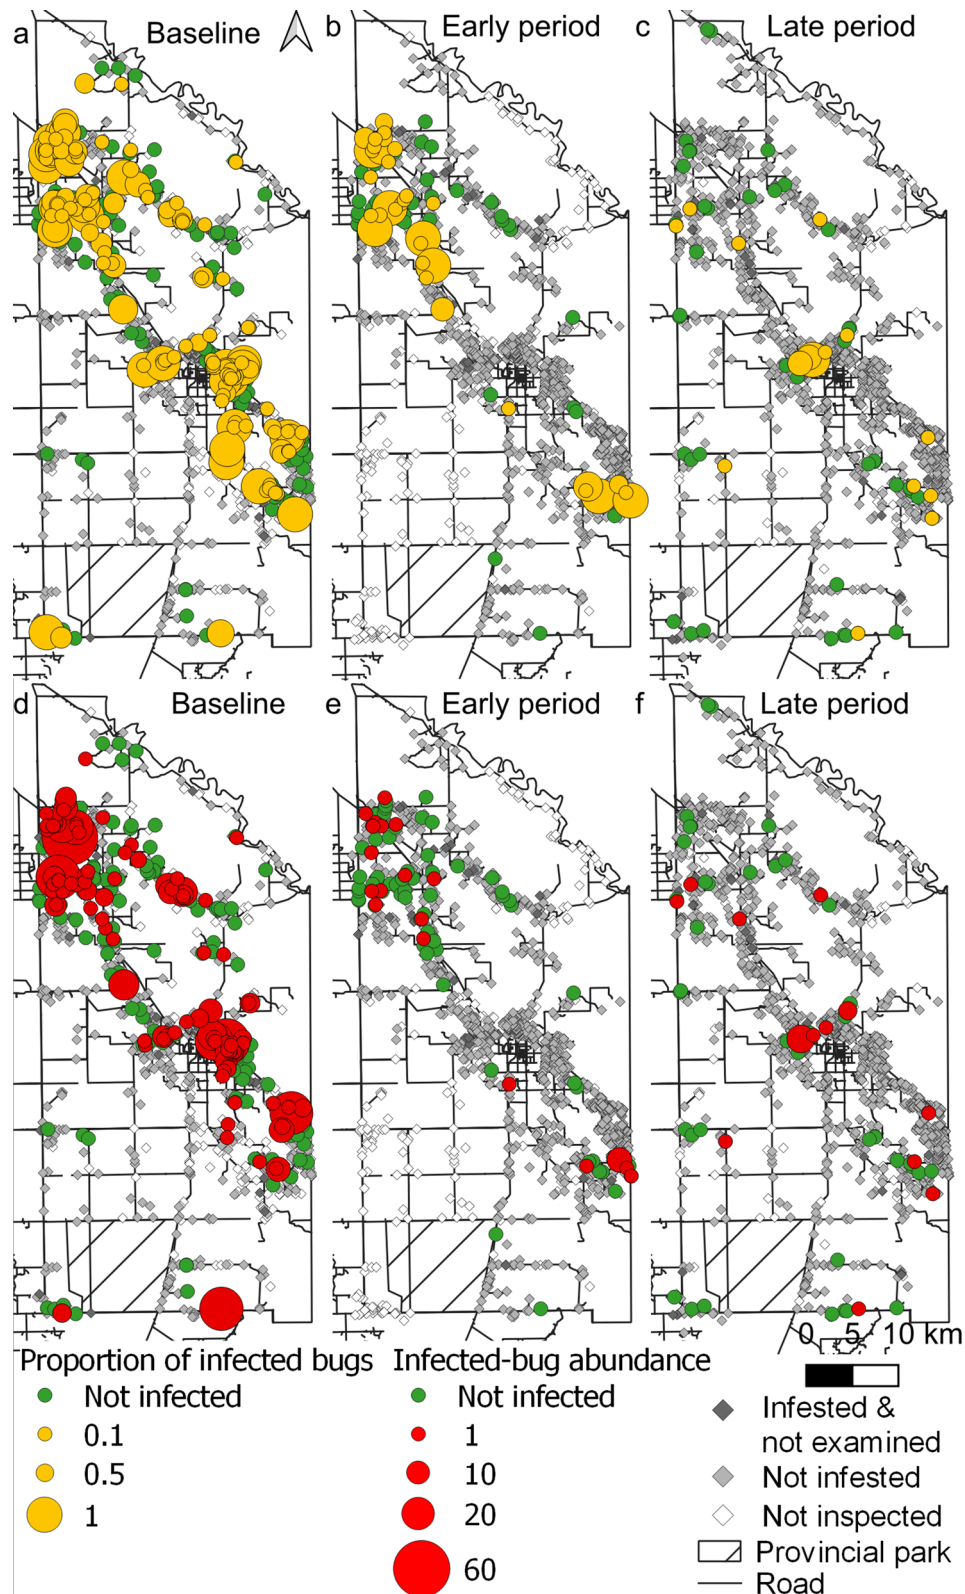 a Baseline
b Early period
c Late period
d Baseline
e Early period
f Late period
0 5 10 km
Proportion of infected bugs
Not infected
0.1
0.5
1
Infected-bug abundance
Not infected
1
10
20
60
Infested &
not examined
Not infested
Not inspected
Provincial park
Road